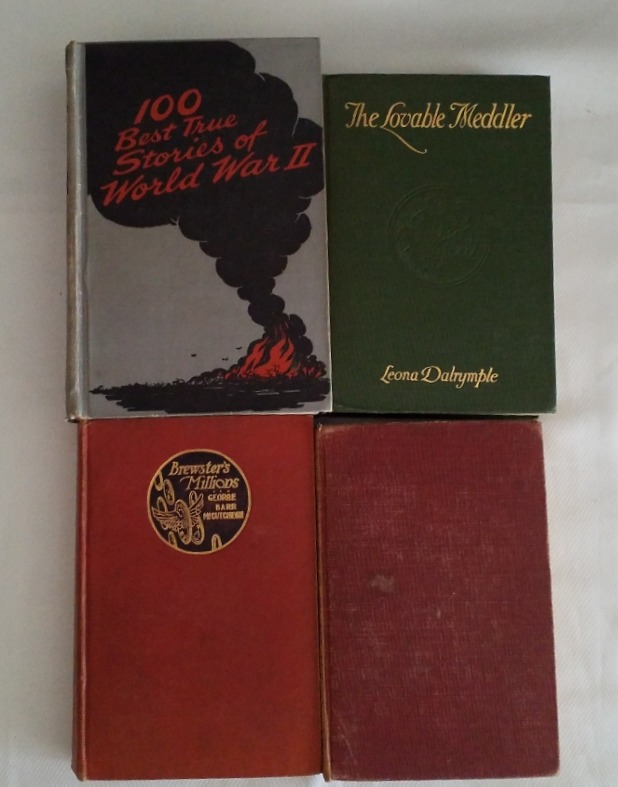 100
Best True
Stories of
World War II
The Lovable Meddler
Leona Dalrymple
Brewster's
Millions
GEORGE
BARR
McCUTCHEON